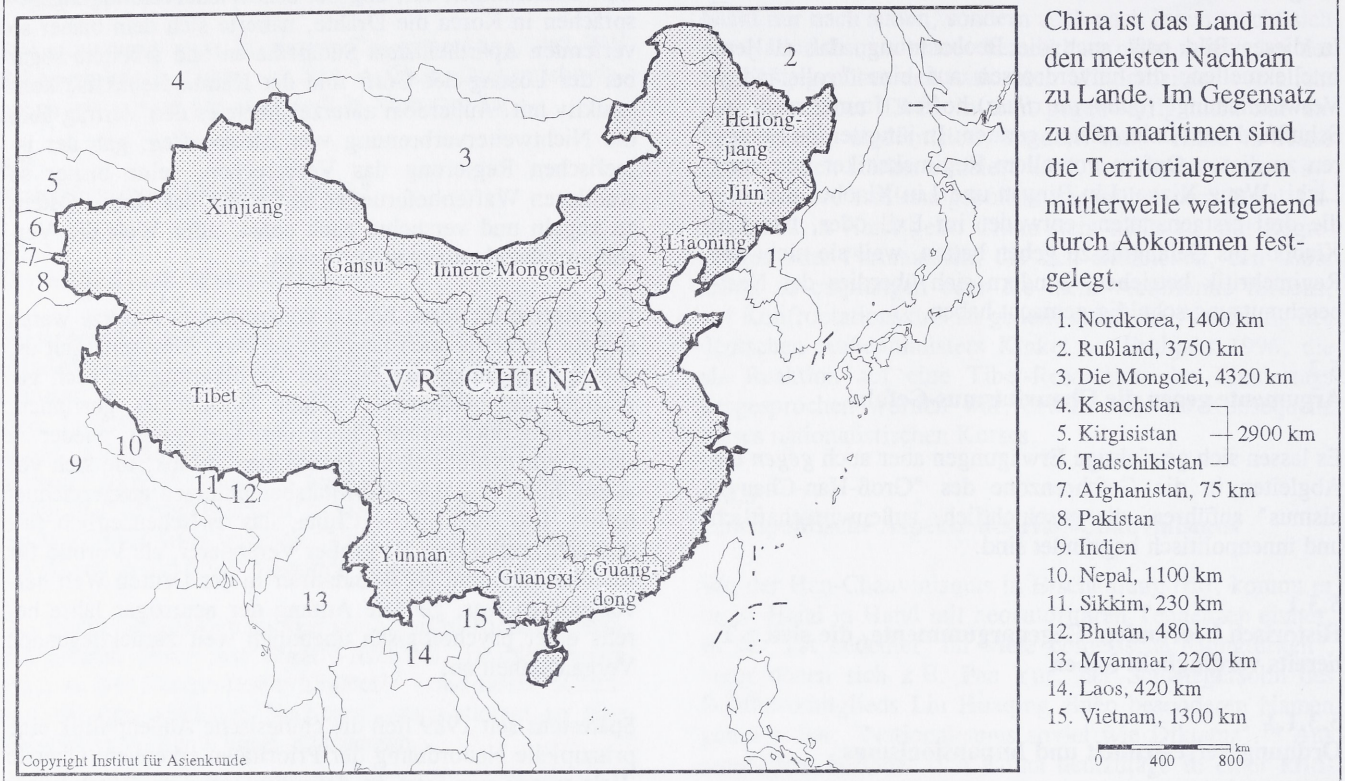 China ist das Land mit
den meisten Nachbarn
zu Lande. Im Gegensatz
zu den maritimen sind
die Territorialgrenzen
mittlerweile weitgehend
durch Abkommen fest-
gelegt.
1. Nordkorea, 1400 km
2. Rußland, 3750 km
3. Die Mongolei, 4320 km
4. Kasachstan
5. Kirgisistan
2900 km
6. Tadschikistan
7. Afghanistan, 75 km
8. Pakistan
9. Indien
10. Nepal, 1100 km
11. Sikkim, 230 km
12. Bhutan, 480 km
13. Myanmar, 2200 km
14. Laos, 420 km
15. Vietnam, 1300 km
0 400 800 km
4
2
3
5
6
7
8
1
9
10
11
12
13
14
15
Heilong-
jiang
Jilin
Liaoning
Xinjiang
Gansu
Innere Mongolei
VR CHINA
Tibet
Yunnan
Guangxi
Guang-
dong
Copyright Institut für Asienkunde